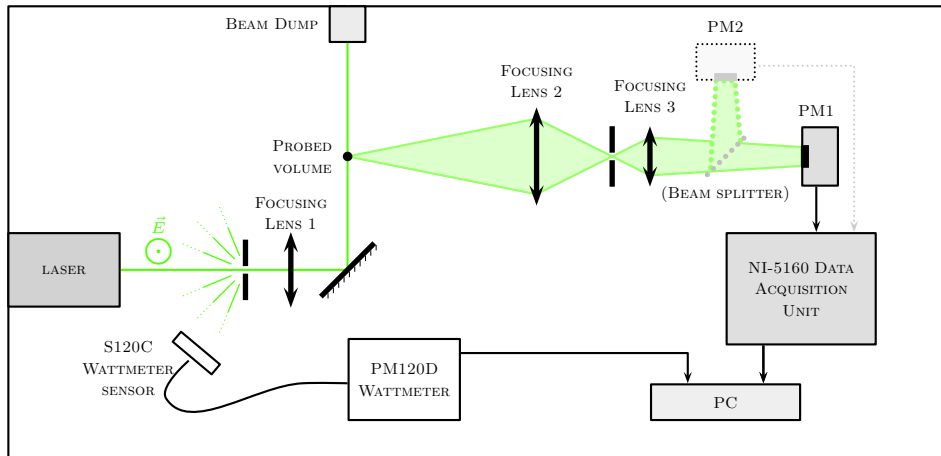 Beam Dump
PM2
Focusing
Lens 2
Focusing
Lens 3
PM1
Probed
volume
(Beam splitter)
Focusing
Lens 1
E
laser
NI-5160 Data
Acquisition
Unit
S120C
Wattmeter
sensor
PM120D
Wattmeter
PC